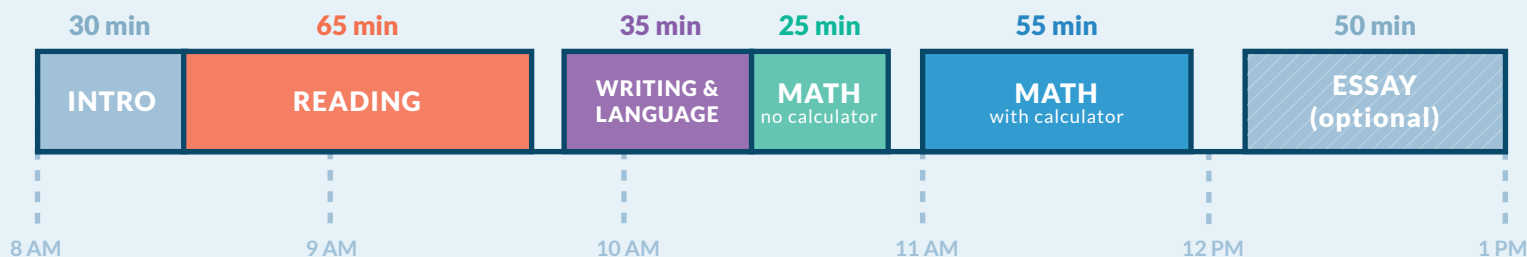 30 min
65 min
35 min
25 min
55 min
50 min
INTRO
READING
WRITING &
LANGUAGE
MATH
no calculator
MATH
with calculator
ESSAY
(optional)
8 AM
9 AM
10 AM
11 AM
12 PM
1 PM